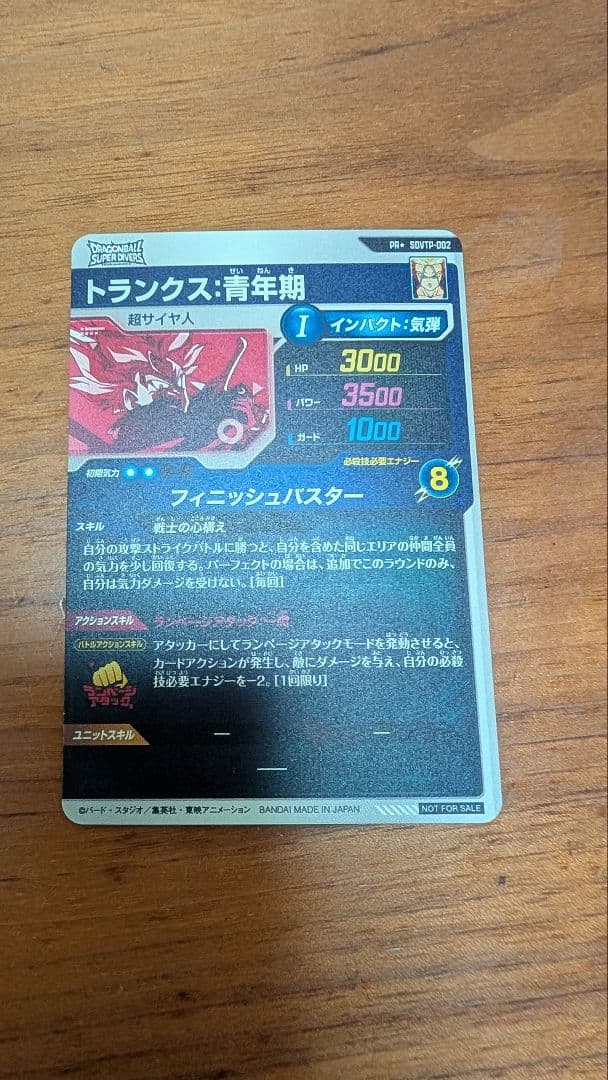 DRAGONBALL
SUPER DIVERS
PR★ SDVTP-002
せいねんき
トランクス:青年期
超サイヤ人
I インパクト:気弾
HP 3000
パワー 3500
ガード 1000
初期気力
必殺技必要エナジー
8
フィニッシュバスター
スキル 戦士の心構え
自分の攻撃ストライクバトルに勝つと、自分を含めた同じエリアの仲間全員
の気力を少し回復する。パーフェクトの場合は、追加でこのラウンドのみ、
自分は気力ダメージを受けない。[毎回]
アクションスキル ランページアタック
バトルアクションスキル
アタッカーにしてランページアタックモードを発動させると、
カードアクションが発生し、敵にダメージを与え、自分の必殺
技必要エナジーを-2。[1回限り]
ランページ
アタック
ユニットスキル ー ー
ー
©バード・スタジオ/集英社・東映アニメーション BANDAI MADE IN JAPAN NOT FOR SALE